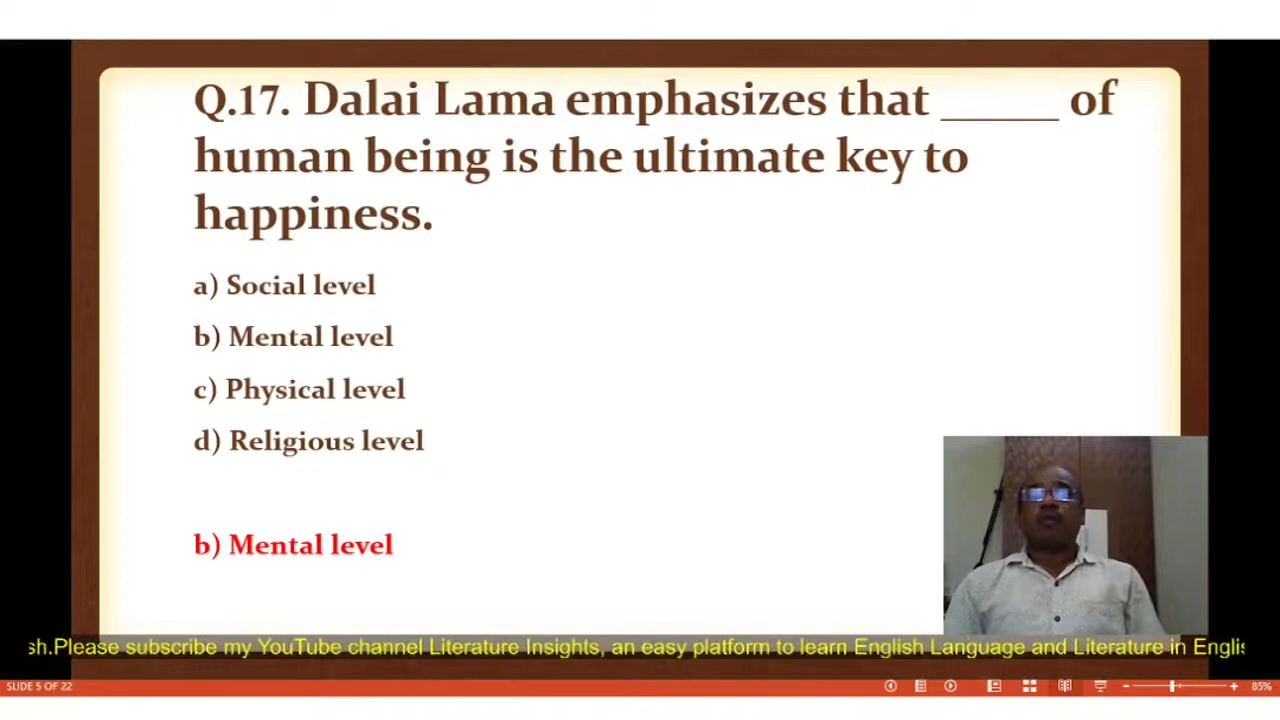 Q.17. Dalai Lama emphasizes that _____ of
human being is the ultimate key to
happiness.
a) Social level
b) Mental level
c) Physical level
d) Religious level
b) Mental level
sh.Please subscribe my YouTube channel Literature Insights, an easy platform to learn English Language and Literature in Englis
SLIDE 5 OF 22
85%